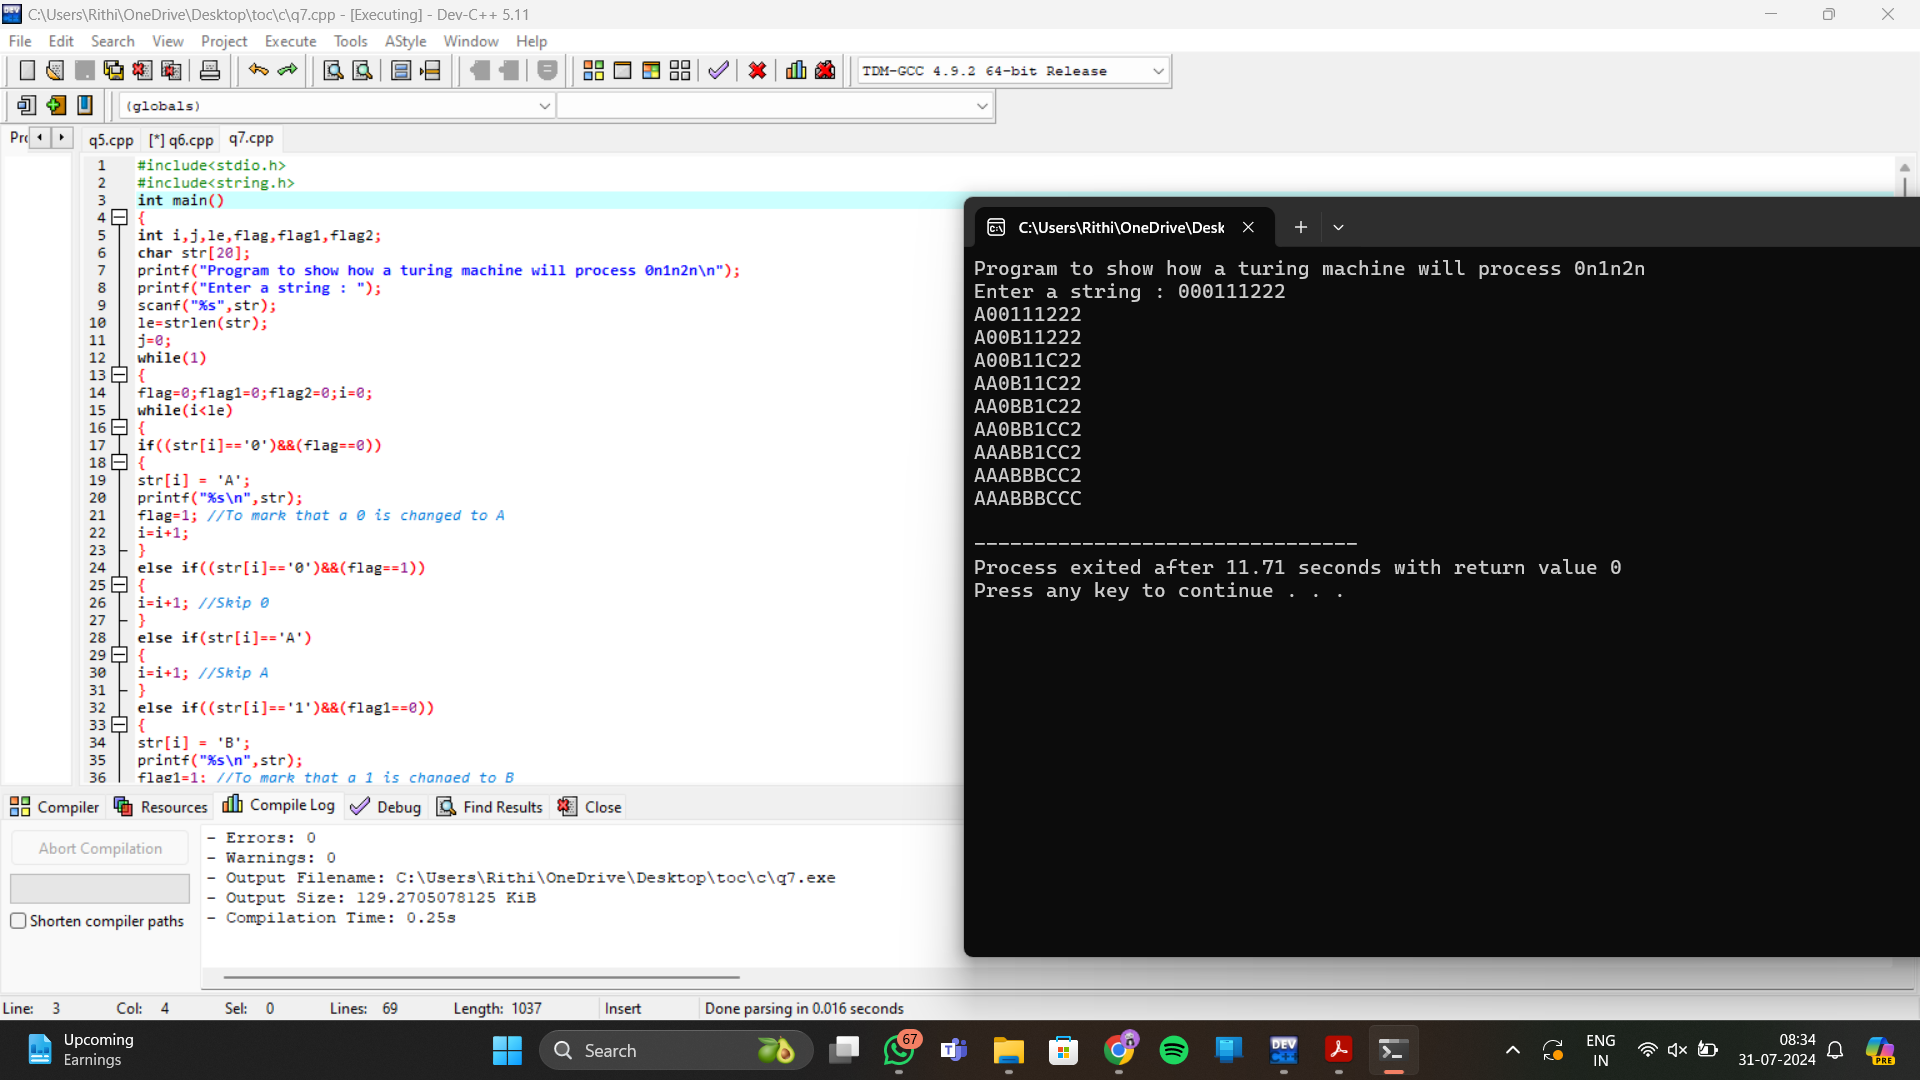 C:\Users\Rithi\OneDrive\Desktop\toc\c\q7.cpp - [Executing] - Dev-C++ 5.11
File Edit Search View Project Execute Tools AStyle Window Help
TDM-GCC 4.9.2 64-bit Release
(globals)
q5.cpp [*] q6.cpp q7.cpp
1 #include<stdio.h>
2 #include<string.h>
3 int main()
4 {
5 int i,j,le,flag,flag1,flag2;
6 char str[20];
7 printf("Program to show how a turing machine will process 0n1n2n\n");
8 printf("Enter a string : ");
9 scanf("%s",str);
10 le=strlen(str);
11 j=0;
12 while(1)
13 {
14 flag=0;flag1=0;flag2=0;i=0;
15 while(i<le)
16 {
17 if((str[i]=='0')&&(flag==0))
18 {
19 str[i] = 'A';
20 printf("%s\n",str);
21 flag=1; //To mark that a 0 is changed to A
22 i=i+1;
23 }
24 else if((str[i]=='0')&&(flag==1))
25 {
26 i=i+1; //Skip 0
27 }
28 else if(str[i]=='A')
29 {
30 i=i+1; //Skip A
31 }
32 else if((str[i]=='1')&&(flag1==0))
33 {
34 str[i] = 'B';
35 printf("%s\n",str);
36 flag1=1; //To mark that a 1 is changed to B
C:\Users\Rithi\OneDrive\Desk
Program to show how a turing machine will process 0n1n2n
Enter a string : 000111222
A00111222
A00B11222
A00B11C22
AA0B11C22
AA0BB1C22
AA0BB1CC2
AAABB1CC2
AAABBBCC2
AAABBBCCC
--------------------------------
Process exited after 11.71 seconds with return value 0
Press any key to continue . . .
Compiler Resources Compile Log Debug Find Results Close
Abort Compilation
Shorten compiler paths
- Errors: 0
- Warnings: 0
- Output Filename: C:\Users\Rithi\OneDrive\Desktop\toc\c\q7.exe
- Output Size: 129.2705078125 KiB
- Compilation Time: 0.25s
Line: 3 Col: 4 Sel: 0 Lines: 69 Length: 1037 Insert Done parsing in 0.016 seconds
Upcoming
Earnings
Search
67
DEV
ENG
IN
08:34
31-07-2024
PRE